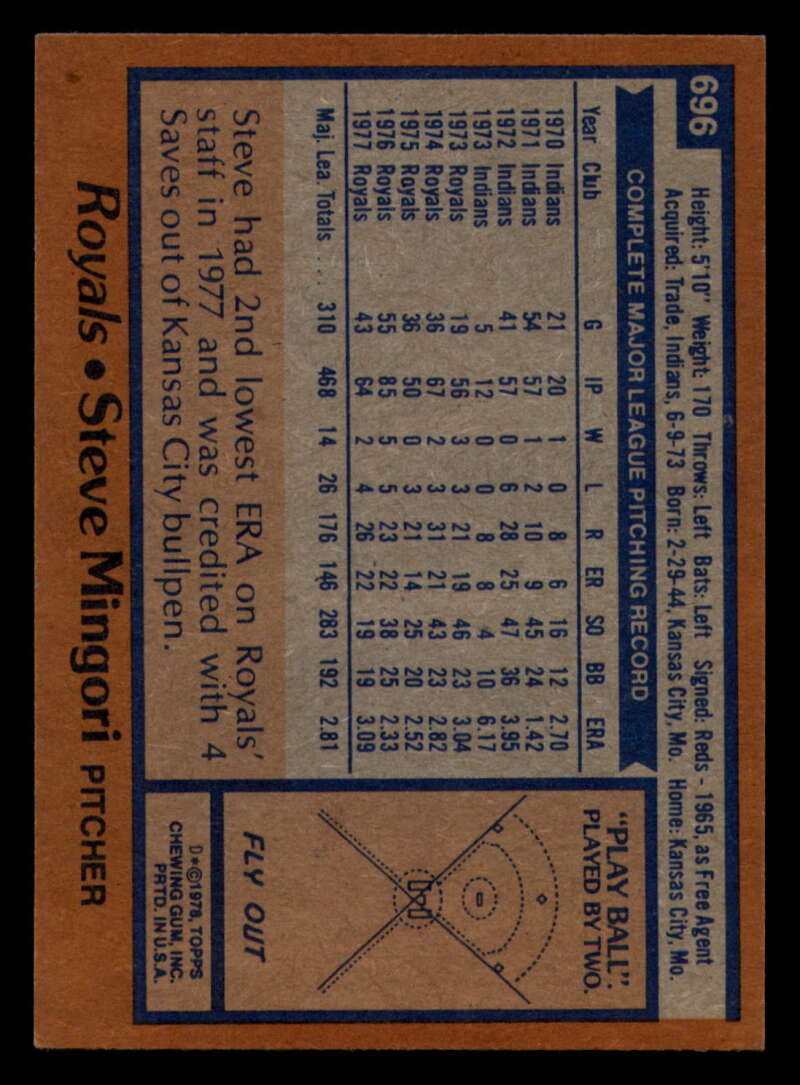 696
Height: 5'10" Weight: 170 Throws: Left Bats: Left Signed: Reds - 1965, as Free Agent
Acquired: Trade, Indians, 6-9-73 Born: 2-29-44, Kansas City, Mo. Home: Kansas City, Mo.
COMPLETE MAJOR LEAGUE PITCHING RECORD
Year Club G IP W L R ER SO BB ERA
1970 Indians 21 20 1 0 8 6 16 12 2.70
1971 Indians 54 57 1 2 10 9 45 24 1.42
1972 Indians 41 57 0 6 28 25 47 36 3.95
1973 Indians 5 12 0 0 8 8 4 10 6.17
1973 Royals 19 56 3 3 21 19 46 23 3.04
1974 Royals 36 67 2 3 31 21 43 23 2.82
1975 Royals 36 50 0 3 21 14 25 20 2.52
1976 Royals 55 85 5 5 23 22 38 25 2.33
1977 Royals 43 64 2 4 26 22 19 19 3.09
Maj. Lea. Totals ... 310 468 14 26 176 146 283 192 2.81
Steve had 2nd lowest ERA on Royals'
staff in 1977 and was credited with 4
Saves out of Kansas City bullpen.
"PLAY BALL".
PLAYED BY TWO.
FLY OUT
D*©1978, TOPPS
CHEWING GUM, INC.
PRTD. IN U.S.A.
Royals • Steve Mingori PITCHER